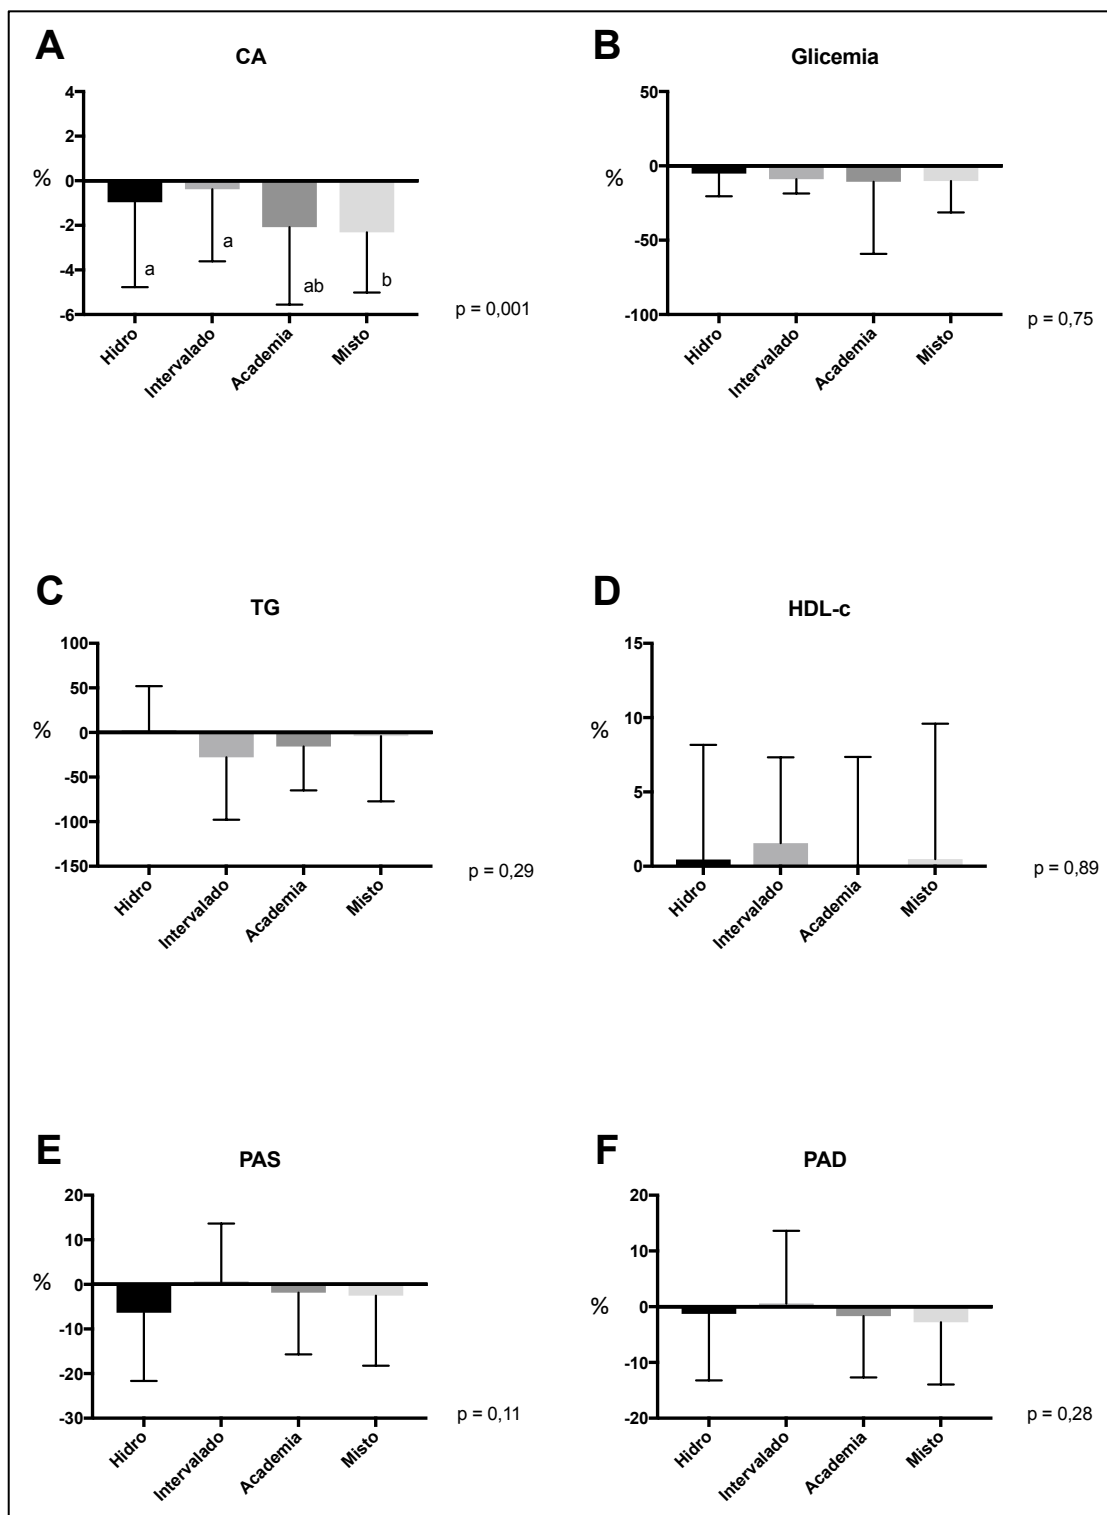 A
CA
4
2
0
-2
-4
-6
%
a
a
ab
b
Hidro
Intervalado
Academia
Misto
p = 0,001
B
Glicemia
50
0
-50
-100
%
Hidro
Intervalado
Academia
Misto
p = 0,75
C
TG
100
50
0
-50
-100
-150
%
Hidro
Intervalado
Academia
Misto
p = 0,29
D
HDL-c
15
10
5
0
%
Hidro
Intervalado
Academia
Misto
p = 0,89
E
PAS
20
10
0
-10
-20
-30
%
Hidro
Intervalado
Academia
Misto
p = 0,11
F
PAD
20
10
0
-10
-20
%
Hidro
Intervalado
Academia
Misto
p = 0,28